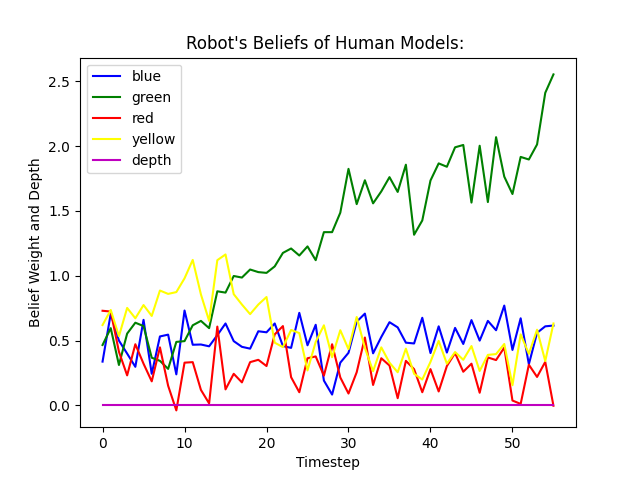 Robot's Beliefs of Human Models:
blue
green
red
yellow
depth
Belief Weight and Depth
2.5
2.0
1.5
1.0
0.5
0.0
0 10 20 30 40 50
Timestep